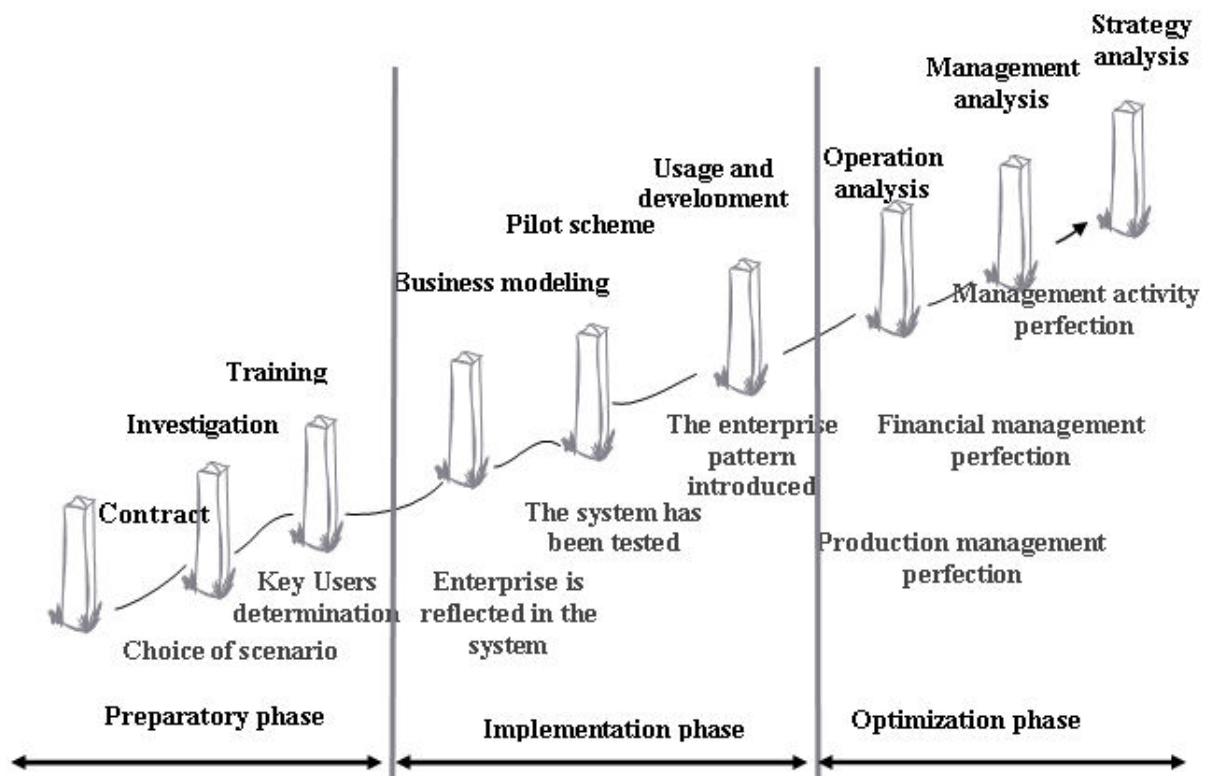 Strategy
analysis
Management
analysis
Operation
analysis
Usage and
development
Pilot scheme
Business modeling
Training
Investigation
Contract
Management activity
perfection
Financial management
perfection
Production management
perfection
The enterprise
pattern
introduced
The system has
been tested
Enterprise is
reflected in the
system
Key Users
determination
Choice of scenario
Preparatory phase
Implementation phase
Optimization phase